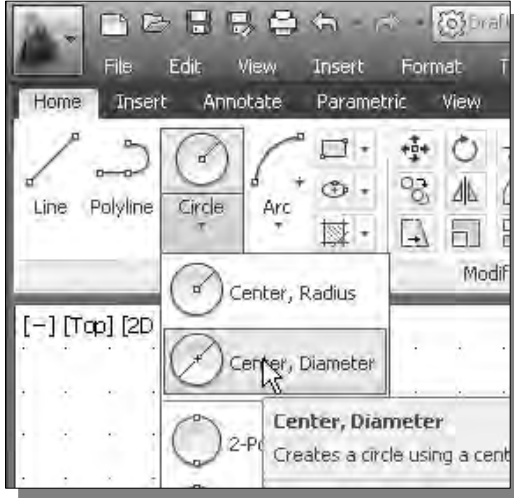 File Edit View Insert Format
Home Insert Annotate Parametric View
Line Polyline Circle Arc
Center, Radius
[−] [Top] [2D
Center, Diameter
Center, Diameter
Creates a circle using a cent